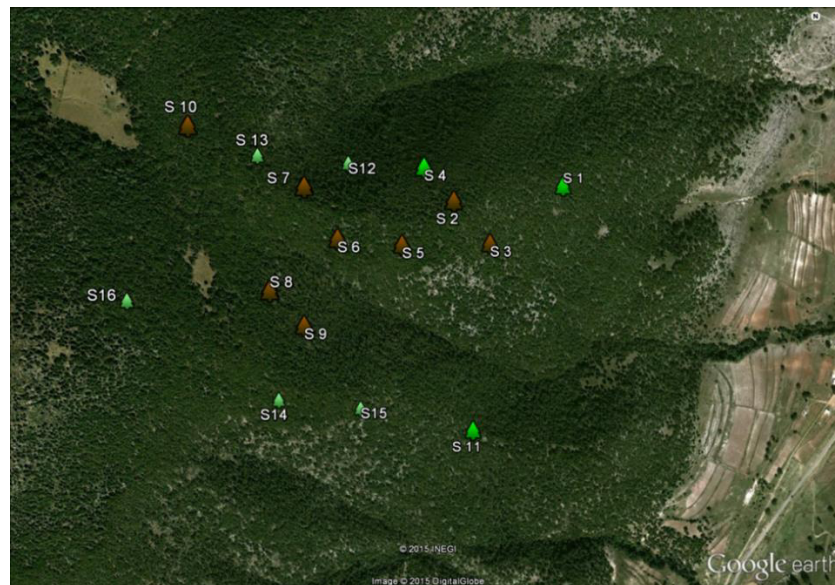 N
S 10
S 13
S12
S 4
S 7
S 1
S 2
S 6
S 5
S 3
S 8
S16
S 9
S14
S15
S 11
© 2015 INEGI
Google earth
Image © 2015 DigitalGlobe